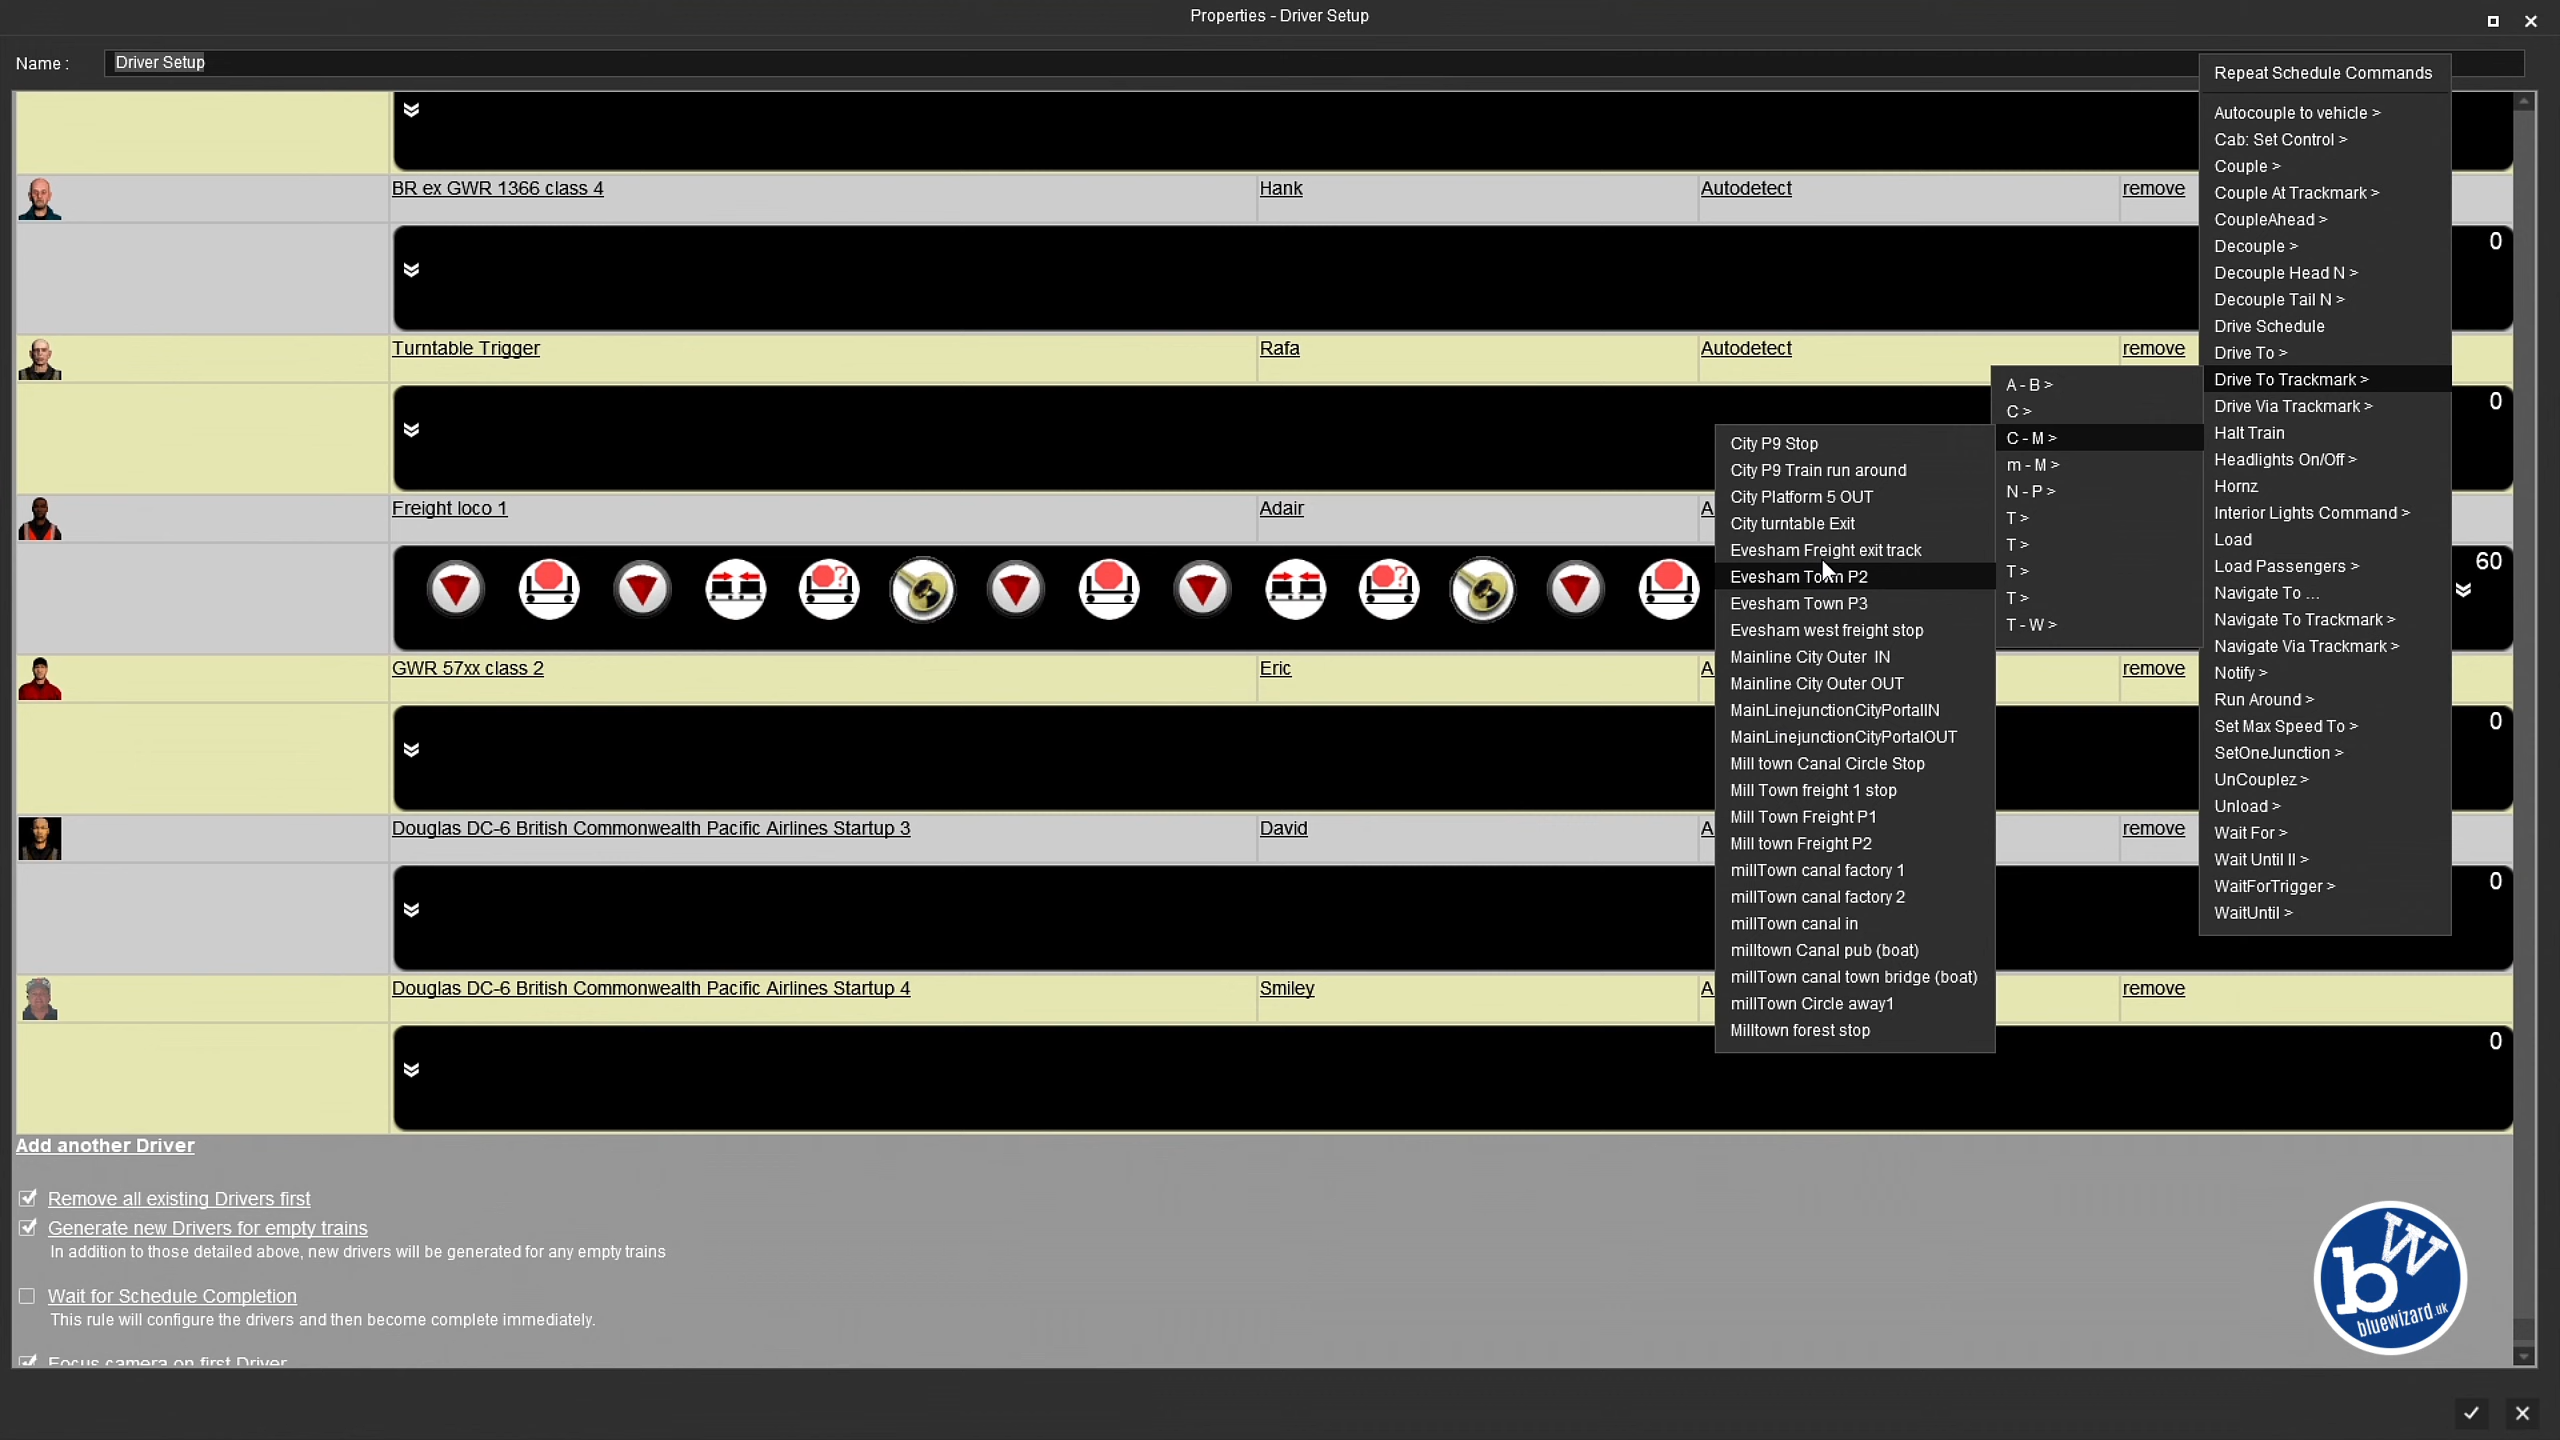 Properties - Driver Setup
Name :
Driver Setup
BR ex GWR 1366 class 4
Hank
Autodetect
remove
0
Turntable Trigger
Rafa
Autodetect
remove
0
Freight loco 1
Adair
A
60
GWR 57xx class 2
Eric
A
remove
0
Douglas DC-6 British Commonwealth Pacific Airlines Startup 3
David
A
remove
0
Douglas DC-6 British Commonwealth Pacific Airlines Startup 4
Smiley
A
remove
0
Repeat Schedule Commands
Autocouple to vehicle >
Cab: Set Control >
Couple >
Couple At Trackmark >
CoupleAhead >
Decouple >
Decouple Head N >
Decouple Tail N >
Drive Schedule
Drive To >
Drive To Trackmark >
Drive Via Trackmark >
Halt Train
Headlights On/Off >
Hornz
Interior Lights Command >
Load
Load Passengers >
Navigate To ...
Navigate To Trackmark >
Navigate Via Trackmark >
Notify >
Run Around >
Set Max Speed To >
SetOneJunction >
UnCouplez >
Unload >
Wait For >
Wait Until II >
WaitForTrigger >
WaitUntil >
A - B >
C >
C - M >
m - M >
N - P >
T >
T >
T >
T >
T - W >
City P9 Stop
City P9 Train run around
City Platform 5 OUT
City turntable Exit
Evesham Freight exit track
Evesham Town P2
Evesham Town P3
Evesham west freight stop
Mainline City Outer  IN
Mainline City Outer OUT
MainLinejunctionCityPortalIN
MainLinejunctionCityPortalOUT
Mill town Canal Circle Stop
Mill Town freight 1 stop
Mill Town Freight P1
Mill town Freight P2
millTown canal factory 1
millTown canal factory 2
millTown canal in
milltown Canal pub (boat)
millTown canal town bridge (boat)
millTown Circle away1
Milltown forest stop
Add another Driver
Remove all existing Drivers first
Generate new Drivers for empty trains
In addition to those detailed above, new drivers will be generated for any empty trains
Wait for Schedule Completion
This rule will configure the drivers and then become complete immediately.
Focus camera on first Driver
bw
bluewizard.uk